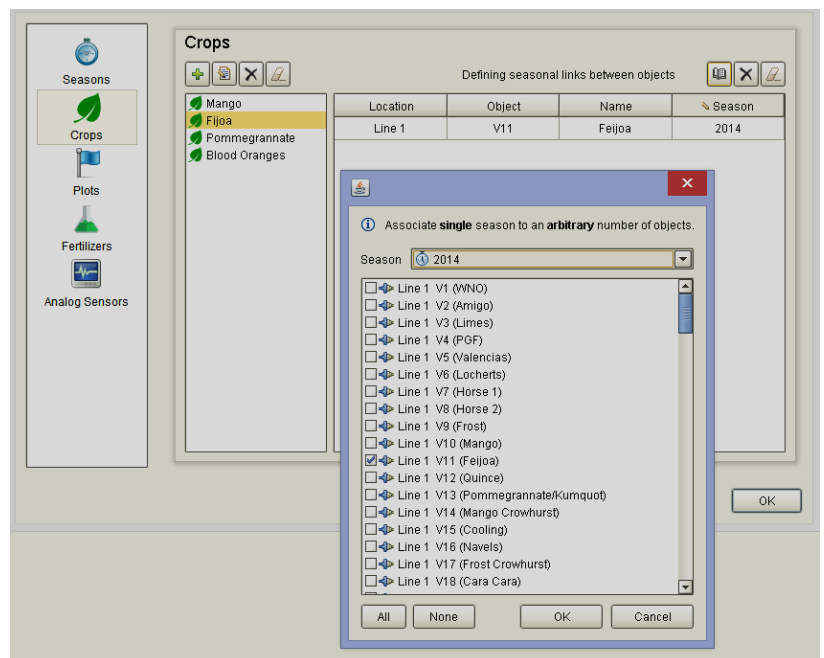 Seasons
Crops
Plots
Fertilizers
Analog Sensors
Crops
Defining seasonal links between objects
Mango
Fijoa
Pommegrannate
Blood Oranges
Location Object Name Season
Line 1 V11 Feijoa 2014
Associate single season to an arbitrary number of objects.
Season 2014
Line 1 V1 (WNO)
Line 1 V2 (Amigo)
Line 1 V3 (Limes)
Line 1 V4 (PGF)
Line 1 V5 (Valencias)
Line 1 V6 (Locherts)
Line 1 V7 (Horse 1)
Line 1 V8 (Horse 2)
Line 1 V9 (Frost)
Line 1 V10 (Mango)
Line 1 V11 (Feijoa)
Line 1 V12 (Quince)
Line 1 V13 (Pommegrannate/Kumquot)
Line 1 V14 (Mango Crowhurst)
Line 1 V15 (Cooling)
Line 1 V16 (Navels)
Line 1 V17 (Frost Crowhurst)
Line 1 V18 (Cara Cara)
All None OK Cancel
OK